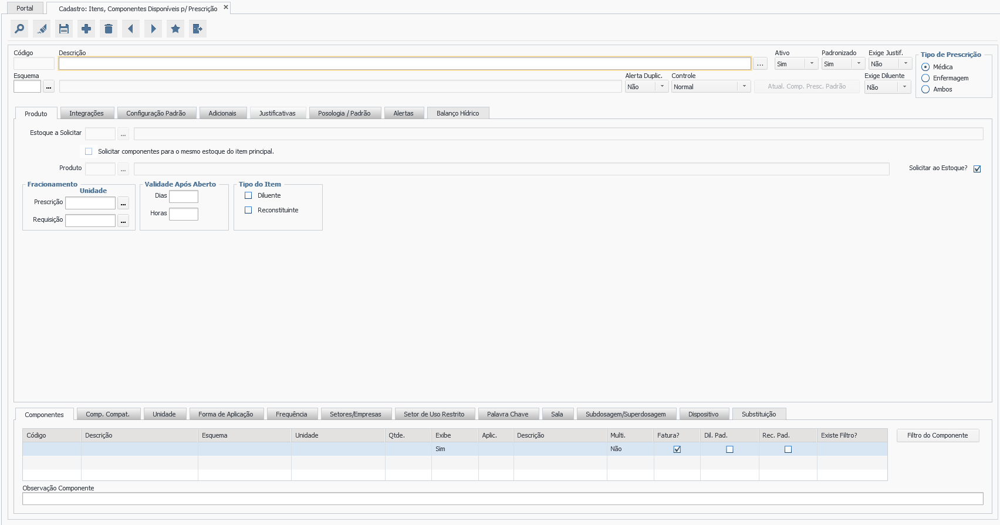 Portal
Cadastro: Itens, Componentes Disponíveis p/ Prescrição
Código Descrição Ativo Padronizado Exige Justif. Tipo de Prescrição
... Sim Sim Não Médica
Esquema Alerta Duplic. Controle Exige Diluente Enfermagem
... Não Normal Atual. Comp. Presc. Padrão Não Ambos
Produto Integrações Configuração Padrão Adicionais Justificativas Posologia / Padrão Alertas Balanço Hídrico
Estoque a Solicitar ...
Solicitar componentes para o mesmo estoque do item principal.
Produto ... Solicitar ao Estoque?
Fracionamento Validade Após Aberto Tipo do Item
Unidade
Dias Diluente
Prescrição ...
Horas Reconstituinte
Requisição ...
Componentes Comp. Compat. Unidade Forma de Aplicação Frequência Setores/Empresas Setor de Uso Restrito Palavra Chave Sala Subdosagem/Superdosagem Dispositivo Substituição
Código Descrição Esquema Unidade Qtde. Exibe Aplic. Descrição Multi. Fatura? Dil. Pad. Rec. Pad. Existe Filtro? Filtro do Componente
Sim Não
Observação Componente